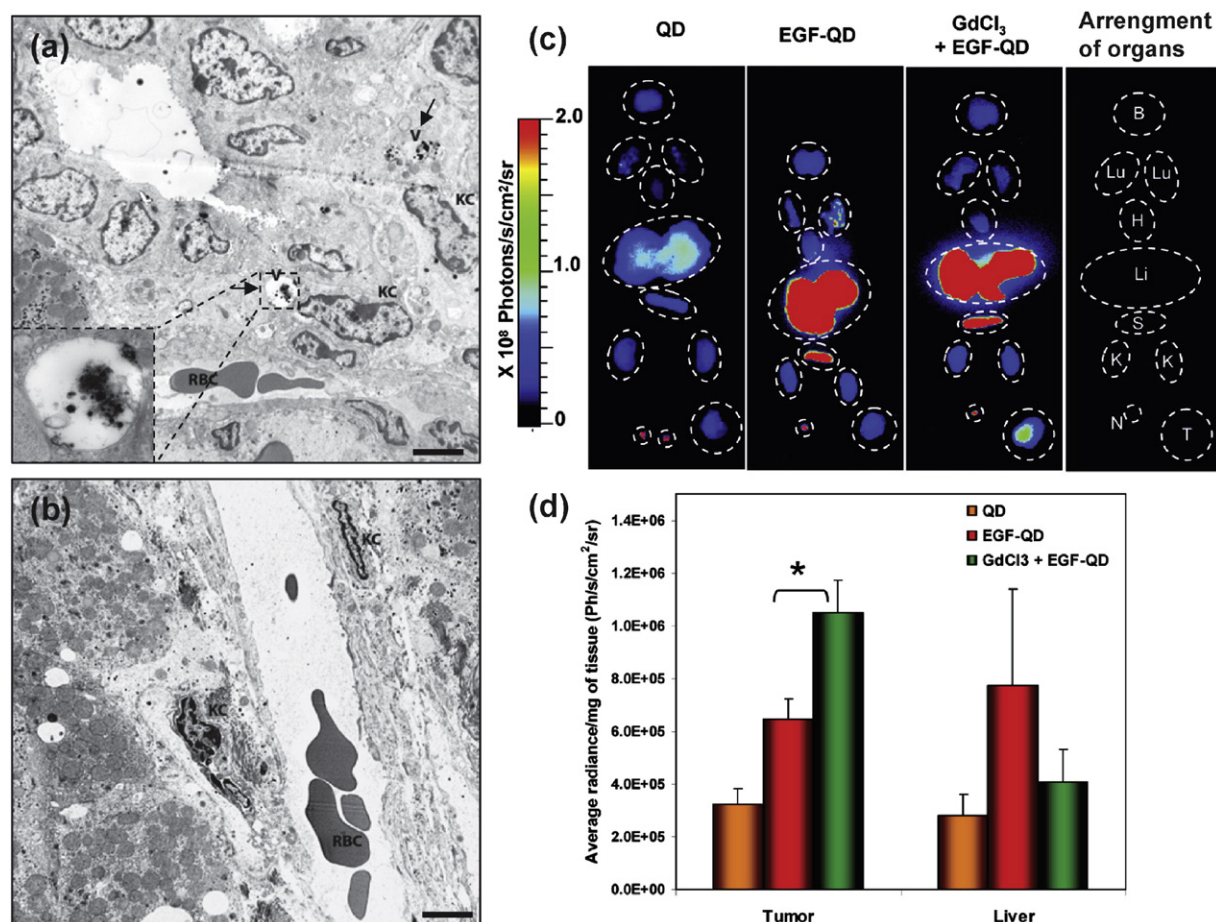 (a)
V
KC
V
KC
RBC
(b)
KC
KC
RBC
(c)
QD
EGF-QD
GdCl3
+ EGF-QD
Arrengment
of organs
X 10⁸ Photons/s/cm²/sr
2.0
1.0
0
B
Lu Lu
H
Li
S
K K
N
T
(d)
Average radiance/mg of tissue (Ph/s/cm²/sr)
1.4E+06
1.2E+06
1.0E+06
8.0E+05
6.0E+05
4.0E+05
2.0E+05
0.0E+00
QD
EGF-QD
GdCl3 + EGF-QD
*
Tumor Liver